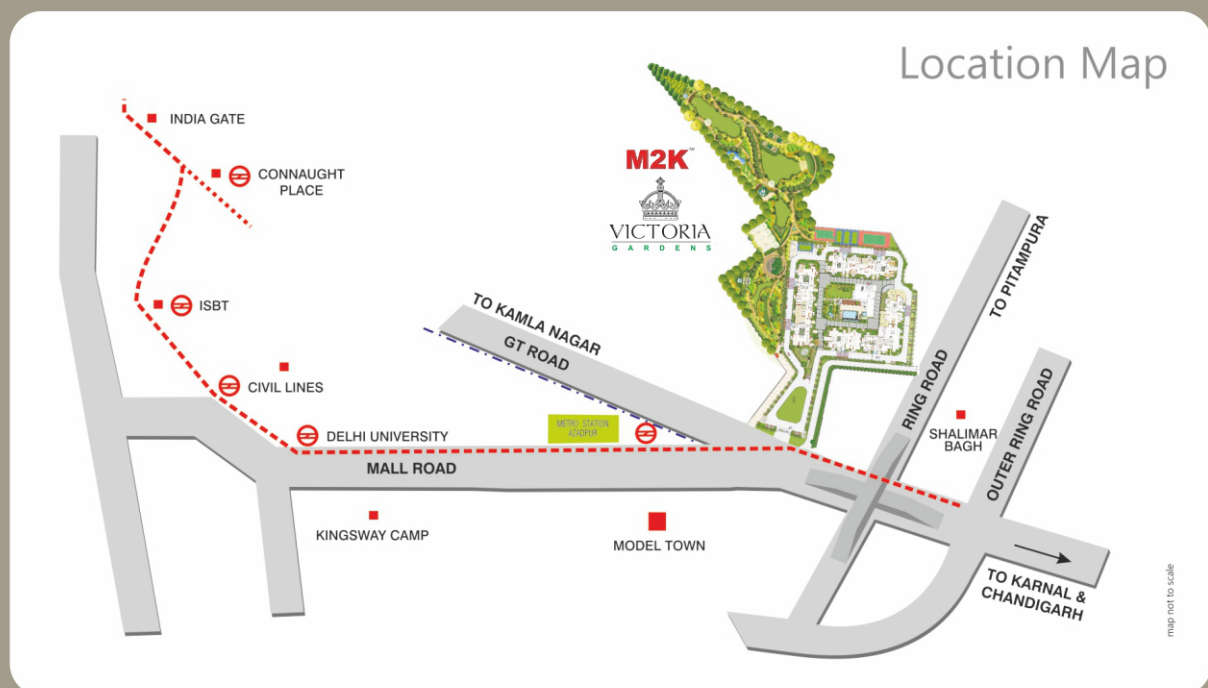 Location Map
INDIA GATE
CONNAUGHT
PLACE
M2K™
VICTORIA
GARDENS
ISBT
TO KAMLA NAGAR
GT ROAD
TO PITAMPURA
RING ROAD
CIVIL LINES
DELHI UNIVERSITY
METRO STATION
AZADPUR
SHALIMAR
BAGH
OUTER RING ROAD
MALL ROAD
KINGSWAY CAMP
MODEL TOWN
TO KARNAL &
CHANDIGARH
map not to scale